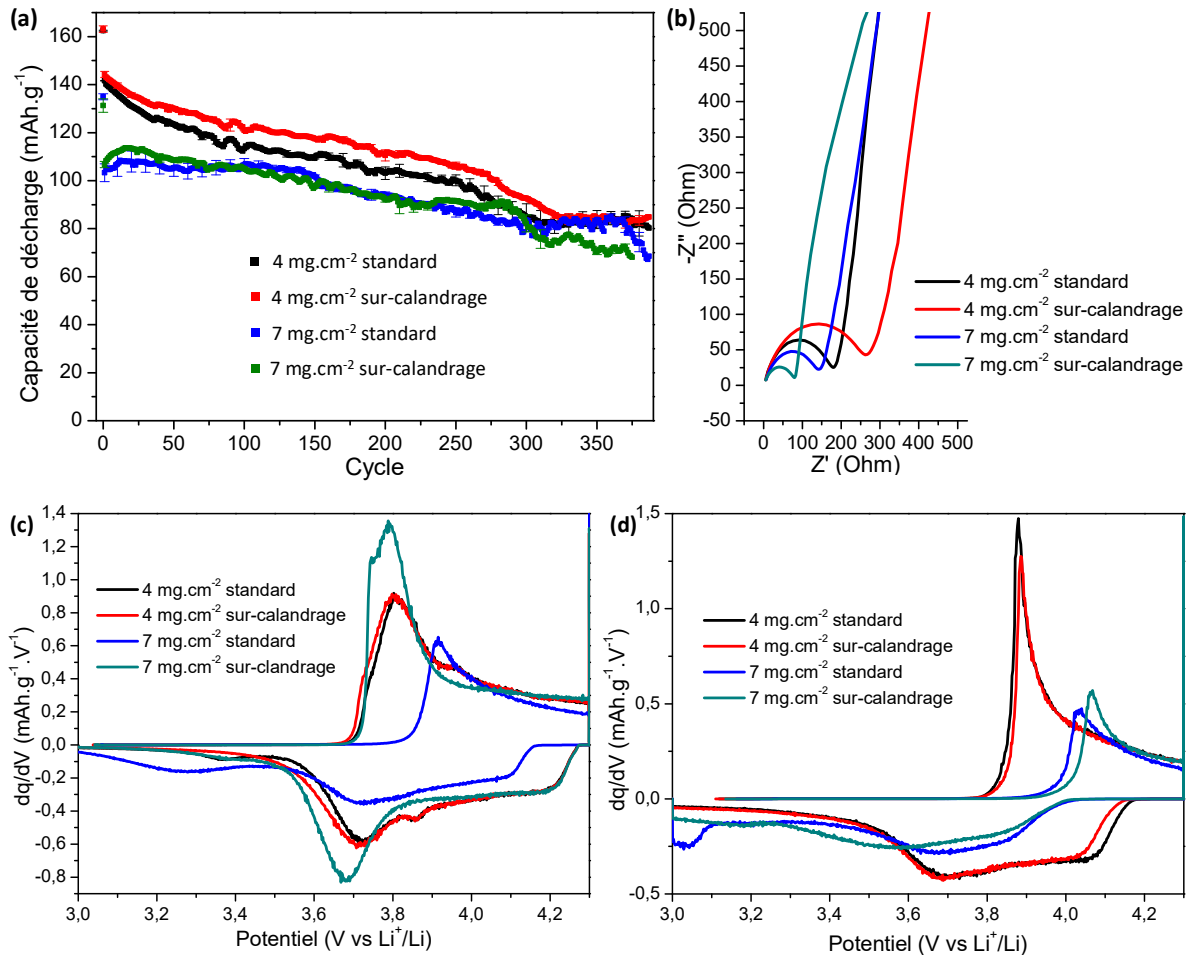 (a)
160
140
120
100
80
60
40
20
0
Capacité de décharge (mAh.g⁻¹)
4 mg.cm⁻² standard
4 mg.cm⁻² sur-calandrage
7 mg.cm⁻² standard
7 mg.cm⁻² sur-calandrage
0 50 100 150 200 250 300 350
Cycle
(b)
500
450
400
350
300
250
200
150
100
50
0
-50
-Z" (Ohm)
4 mg.cm⁻² standard
4 mg.cm⁻² sur-calandrage
7 mg.cm⁻² standard
7 mg.cm⁻² sur-calandrage
0 100 200 300 400 500
Z' (Ohm)
(c)
1,4
1,2
1,0
0,8
0,6
0,4
0,2
0,0
-0,2
-0,4
-0,6
-0,8
dq/dV (mAh.g⁻¹.V⁻¹)
4 mg.cm⁻² standard
4 mg.cm⁻² sur-calandrage
7 mg.cm⁻² standard
7 mg.cm⁻² sur-clandrage
3,0 3,2 3,4 3,6 3,8 4,0 4,2
Potentiel (V vs Li⁺/Li)
(d)
1,5
1,0
0,5
0,0
-0,5
dq/dV (mAh.g⁻¹.V⁻¹)
4 mg.cm⁻² standard
4 mg.cm⁻² sur-calandrage
7 mg.cm⁻² standard
7 mg.cm⁻² sur-calandrage
3,0 3,2 3,4 3,6 3,8 4,0 4,2
Potentiel (V vs Li⁺/Li)